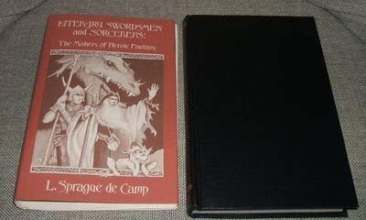 LITERARY SWORDSMEN
and SORCERERS:
The Makers of Heroic Fantasy
L. Sprague de Camp